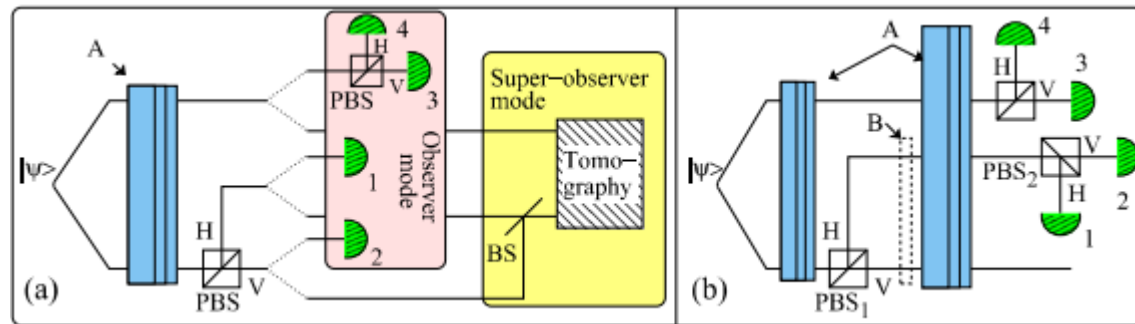 A
4
H
V
PBS
3
Super-observer
mode
Observer
mode
|ψ>
1
Tomo-
graphy
H
2
BS
(a)
PBS
V
A
4
H
V
3
B
|ψ>
PBS2
V
H
2
H
1
(b)
PBS1
V